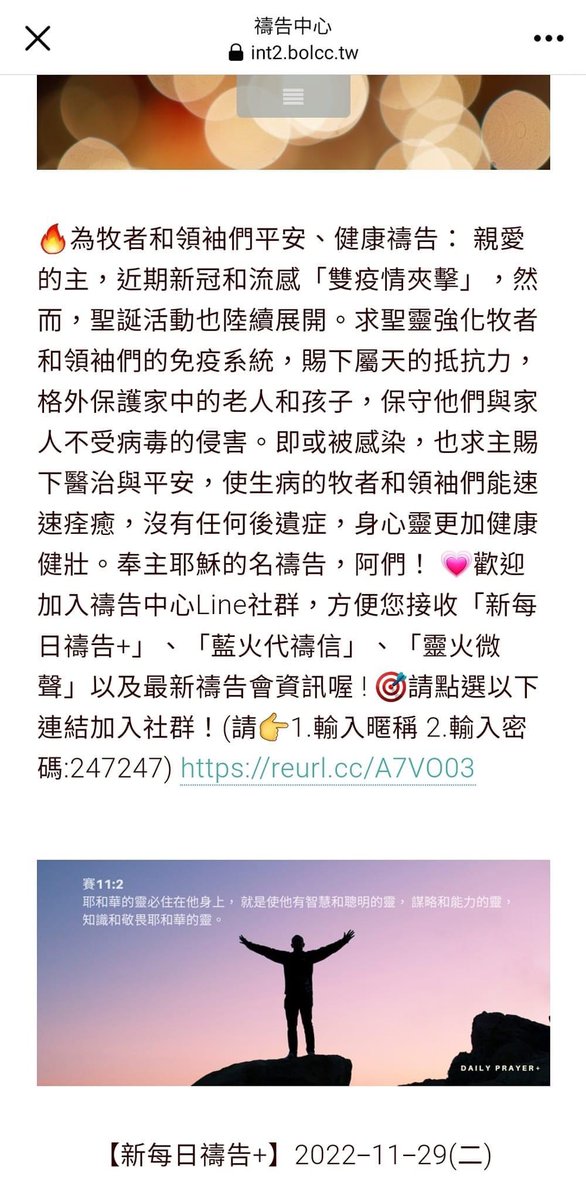 禱告中心
int2.bolcc.tw
🔥為牧者和領袖們平安、健康禱告： 親愛
的主，近期新冠和流感「雙疫情夾擊」，然
而，聖誕活動也陸續展開。求聖靈強化牧者
和領袖們的免疫系統，賜下屬天的抵抗力，
格外保護家中的老人和孩子，保守他們與家
人不受病毒的侵害。即或被感染，也求主賜
下醫治與平安，使生病的牧者和領袖們能速
速痊癒，沒有任何後遺症，身心靈更加健康
健壯。奉主耶穌的名禱告，阿們！ 💗歡迎
加入禱告中心Line社群，方便您接收「新每
日禱告+」、「藍火代禱信」、「靈火微
聲」以及最新禱告會資訊喔 ! 🎯請點選以下
連結加入社群！(請👉1.輸入暱稱 2.輸入密
碼:247247) https://reurl.cc/A7VO03
賽11:2
耶和華的靈必住在他身上， 就是使他有智慧和聰明的靈， 謀略和能力的靈，
知識和敬畏耶和華的靈。
DAILY PRAYER+
【新每日禱告+】2022–11–29(二)